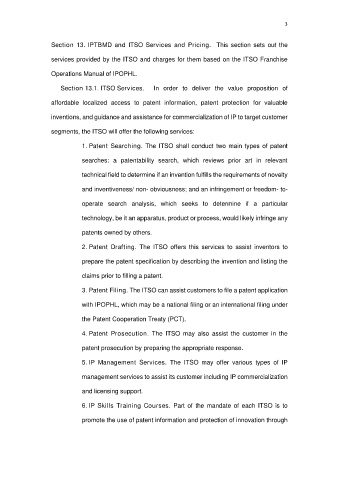 3
Section 13. IPTBMD and ITSO Services and Pricing. This section sets out the
services provided by the ITSO and charges for them based on the ITSO Franchise
Operations Manual of IPOPHL.
Section 13.1. ITSO Services. In order to deliver the value proposition of
affordable localized access to patent information, patent protection for valuable
inventions, and guidance and assistance for commercialization of IP to target customer
segments, the ITSO will offer the following services:
1. Patent Searching. The ITSO shall conduct two main types of patent
searches: a patentability search, which reviews prior art in relevant
technical field to determine if an invention fulfills the requirements of novelty
and inventiveness/ non- obviousness; and an infringement or freedom- to-
operate search analysis, which seeks to determine if a particular
technology, be it an apparatus, product or process, would likely infringe any
patents owned by others.
2. Patent Drafting. The ITSO offers this services to assist inventors to
prepare the patent specification by describing the invention and listing the
claims prior to filling a patent.
3. Patent Filing. The ITSO can assist customers to file a patent application
with IPOPHL, which may be a national filing or an international filing under
the Patent Cooperation Treaty (PCT).
4. Patent Prosecution. The ITSO may also assist the customer in the
patent prosecution by preparing the appropriate response.
5. IP Management Services. The ITSO may offer various types of IP
management services to assist its customer including IP commercialization
and licensing support.
6. IP Skills Training Courses. Part of the mandate of each ITSO is to
promote the use of patent information and protection of innovation through